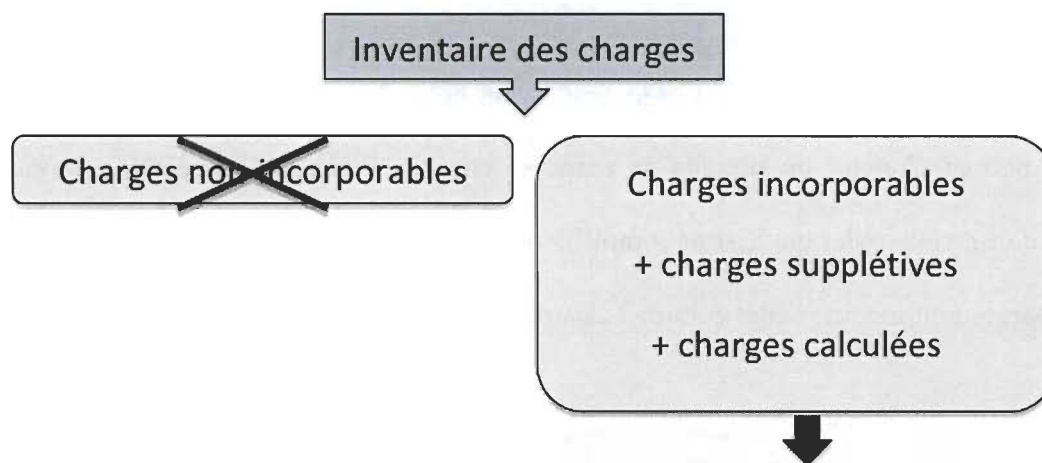 Inventaire des charges
Charges non incorporables
Charges incorporables
+ charges supplétives
+ charges calculées